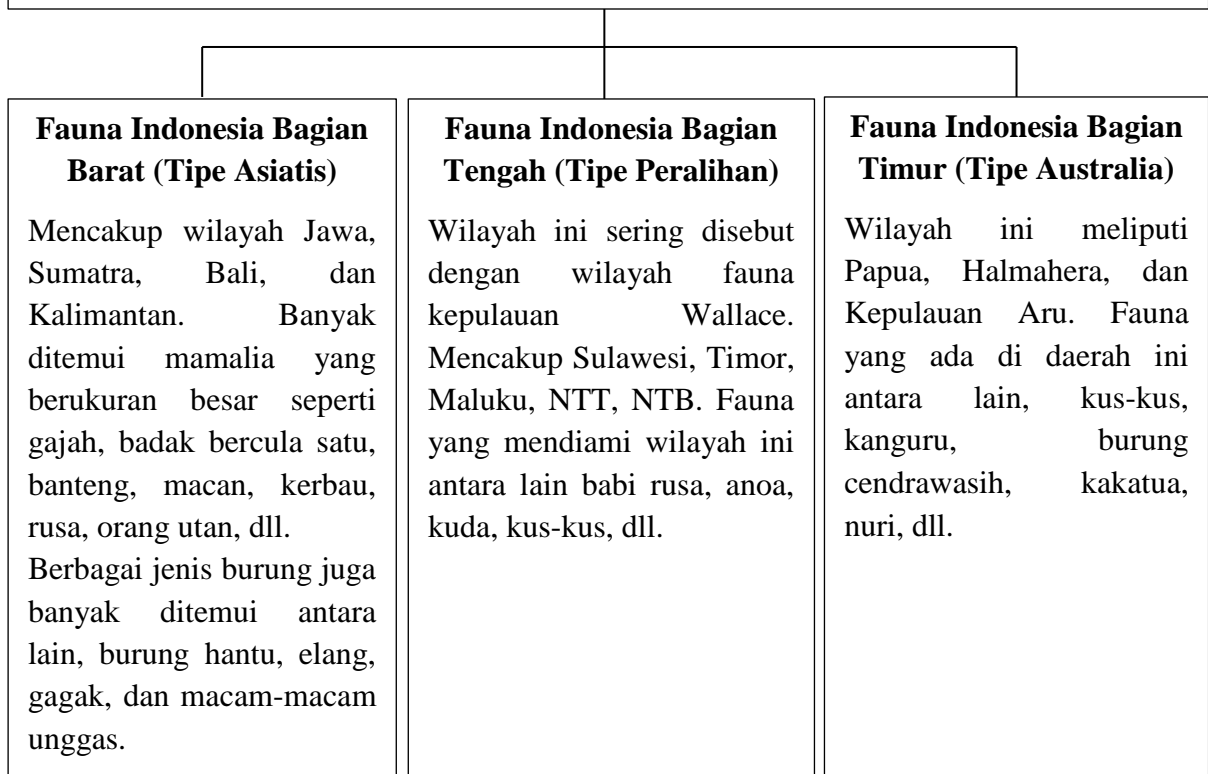 Fauna Indonesia Bagian
Barat (Tipe Asiatis)
Mencakup wilayah Jawa,
Sumatra, Bali, dan
Kalimantan. Banyak
ditemui mamalia yang
berukuran besar seperti
gajah, badak bercula satu,
banteng, macan, kerbau,
rusa, orang utan, dll.
Berbagai jenis burung juga
banyak ditemui antara
lain, burung hantu, elang,
gagak, dan macam-macam
unggas.
Fauna Indonesia Bagian
Tengah (Tipe Peralihan)
Wilayah ini sering disebut
dengan wilayah fauna
kepulauan Wallace.
Mencakup Sulawesi, Timor,
Maluku, NTT, NTB. Fauna
yang mendiami wilayah ini
antara lain babi rusa, anoa,
kuda, kus-kus, dll.
Fauna Indonesia Bagian
Timur (Tipe Australia)
Wilayah ini meliputi
Papua, Halmahera, dan
Kepulauan Aru. Fauna
yang ada di daerah ini
antara lain, kus-kus,
kanguru, burung
cendrawasih, kakatua,
nuri, dll.